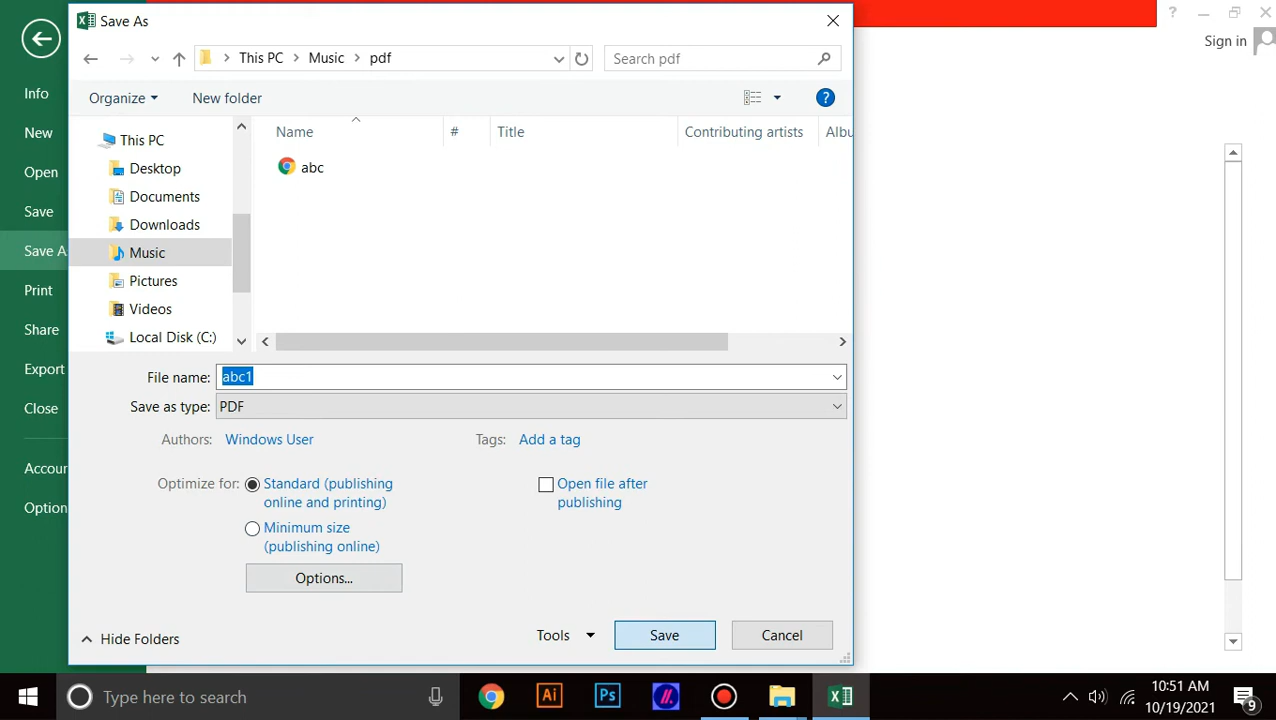 Save As
Sign in
Info
New
Open
Save
Save A
Print
Share
Export
Close
Accoun
Option
This PC
Music
pdf
Search pdf
Organize
New folder
?
This PC
Desktop
Documents
Downloads
Music
Pictures
Videos
Local Disk (C:)
Name
#
Title
Contributing artists
Albu
abc
File name:
abc1
Save as type:
PDF
Authors:
Windows User
Tags:
Add a tag
Optimize for:
Standard (publishing
online and printing)
Minimum size
(publishing online)
Open file after
publishing
Options...
Hide Folders
Tools
Save
Cancel
Type here to search
Ai
Ps
10:51 AM
10/19/2021
9